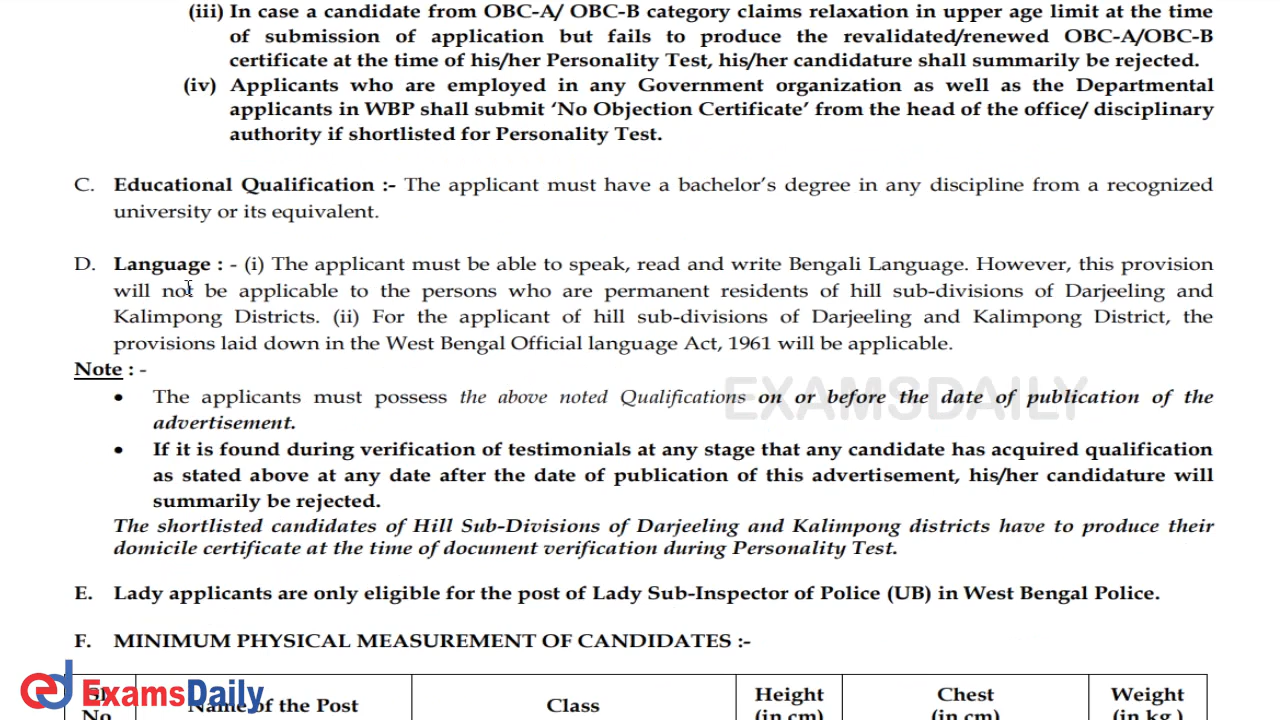 (iii) In case a candidate from OBC-A/ OBC-B category claims relaxation in upper age limit at the time
of submission of application but fails to produce the revalidated/renewed OBC-A/OBC-B
certificate at the time of his/her Personality Test, his/her candidature shall summarily be rejected.
(iv) Applicants who are employed in any Government organization as well as the Departmental
applicants in WBP shall submit ‘No Objection Certificate’ from the head of the office/ disciplinary
authority if shortlisted for Personality Test.
C. Educational Qualification :- The applicant must have a bachelor’s degree in any discipline from a recognized
university or its equivalent.
D. Language : - (i) The applicant must be able to speak, read and write Bengali Language. However, this provision
will not be applicable to the persons who are permanent residents of hill sub-divisions of Darjeeling and
Kalimpong Districts. (ii) For the applicant of hill sub-divisions of Darjeeling and Kalimpong District, the
provisions laid down in the West Bengal Official language Act, 1961 will be applicable.
Note : -
EXAMSDAILY
• The applicants must possess the above noted Qualifications on or before the date of publication of the
advertisement.
• If it is found during verification of testimonials at any stage that any candidate has acquired qualification
as stated above at any date after the date of publication of this advertisement, his/her candidature will
summarily be rejected.
The shortlisted candidates of Hill Sub-Divisions of Darjeeling and Kalimpong districts have to produce their
domicile certificate at the time of document verification during Personality Test.
E. Lady applicants are only eligible for the post of Lady Sub-Inspector of Police (UB) in West Bengal Police.
F. MINIMUM PHYSICAL MEASUREMENT OF CANDIDATES :-
Sl. No
Name of the Post
Class
Height
(in cm)
Chest
(in cm)
Weight
(in kg.)
ed ExamsDaily